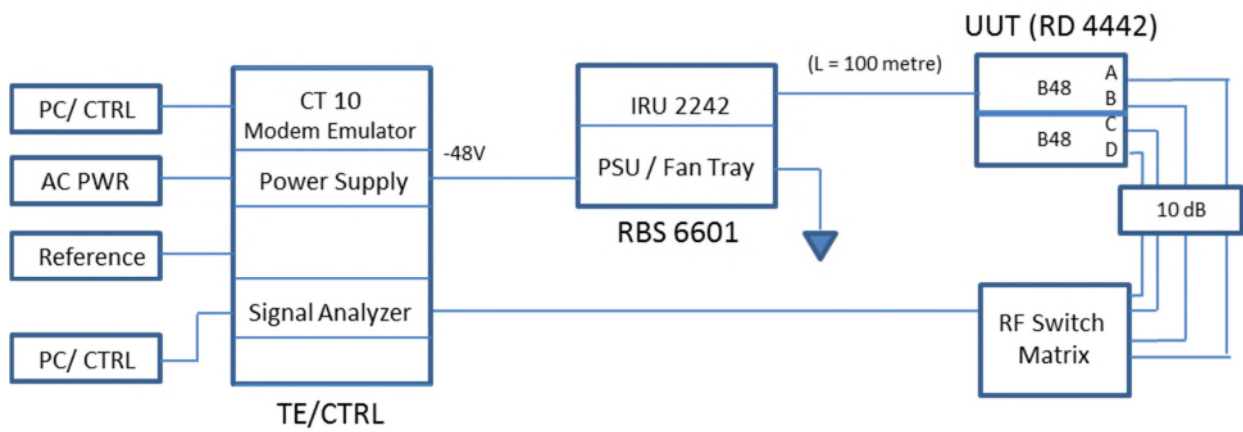 UUT (RD 4442)
(L = 100 metre)
PC/ CTRL
CT 10
Modem Emulator
-48V
IRU 2242
B48
A
B
B48
C
D
AC PWR
Power Supply
PSU / Fan Tray
10 dB
RBS 6601
Reference
Signal Analyzer
RF Switch
Matrix
PC/ CTRL
TE/CTRL